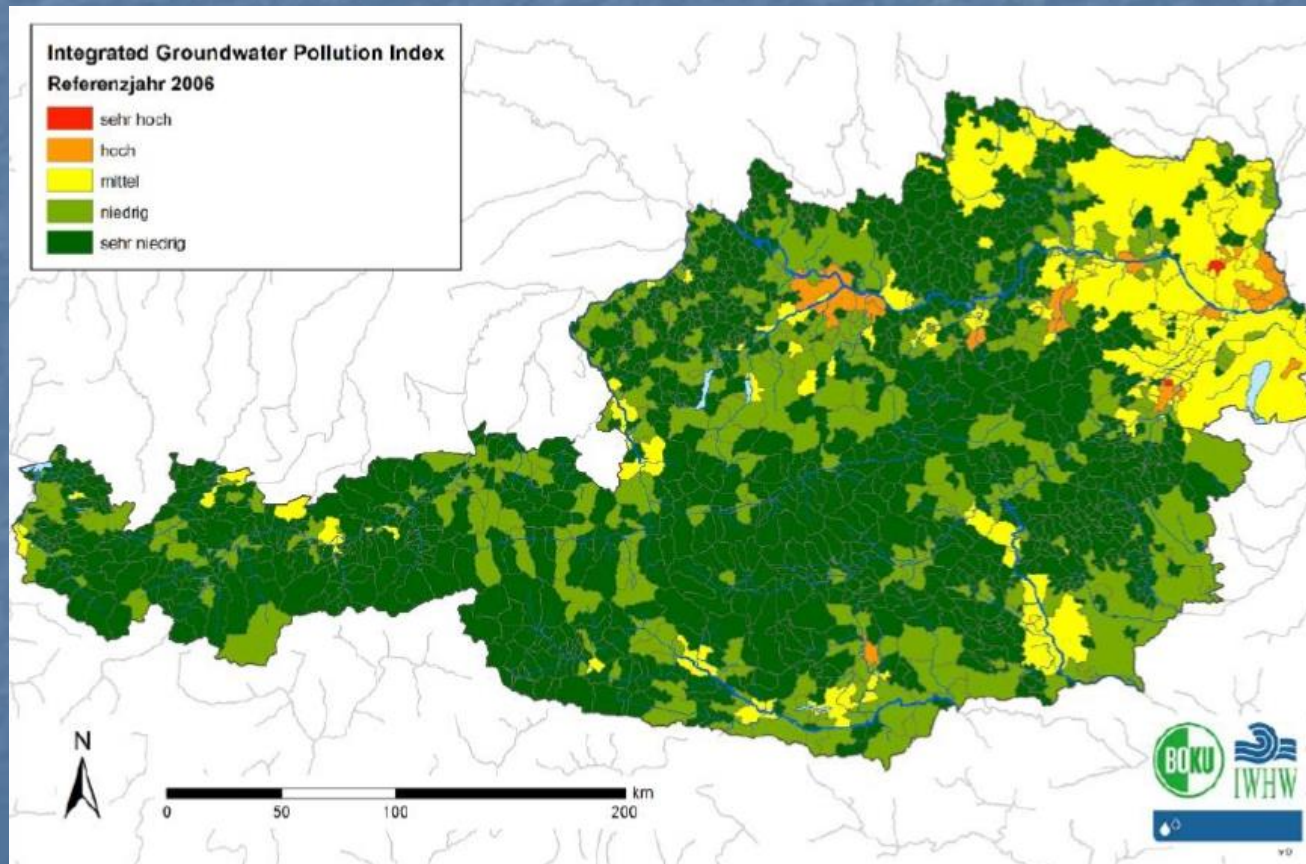 Integrated Groundwater Pollution Index
Referenzjahr 2006
sehr hoch
hoch
mittel
niedrig
sehr niedrig
N
km
0 50 100 200
BOKU
IWHW